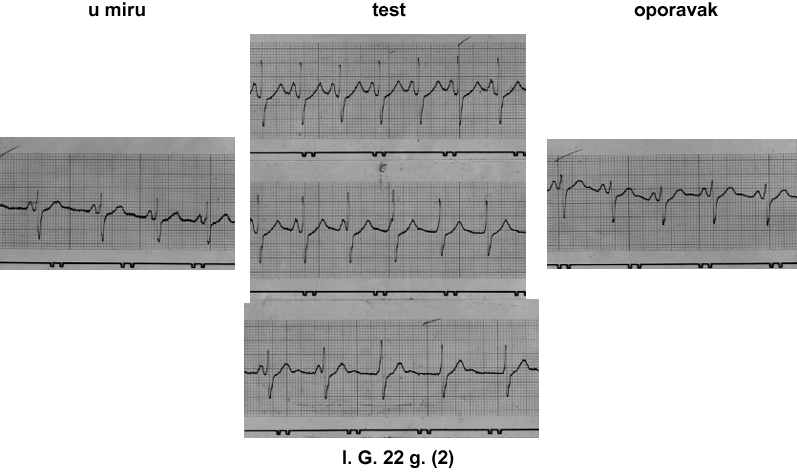 u miru
test
oporavak
I. G. 22 g. (2)